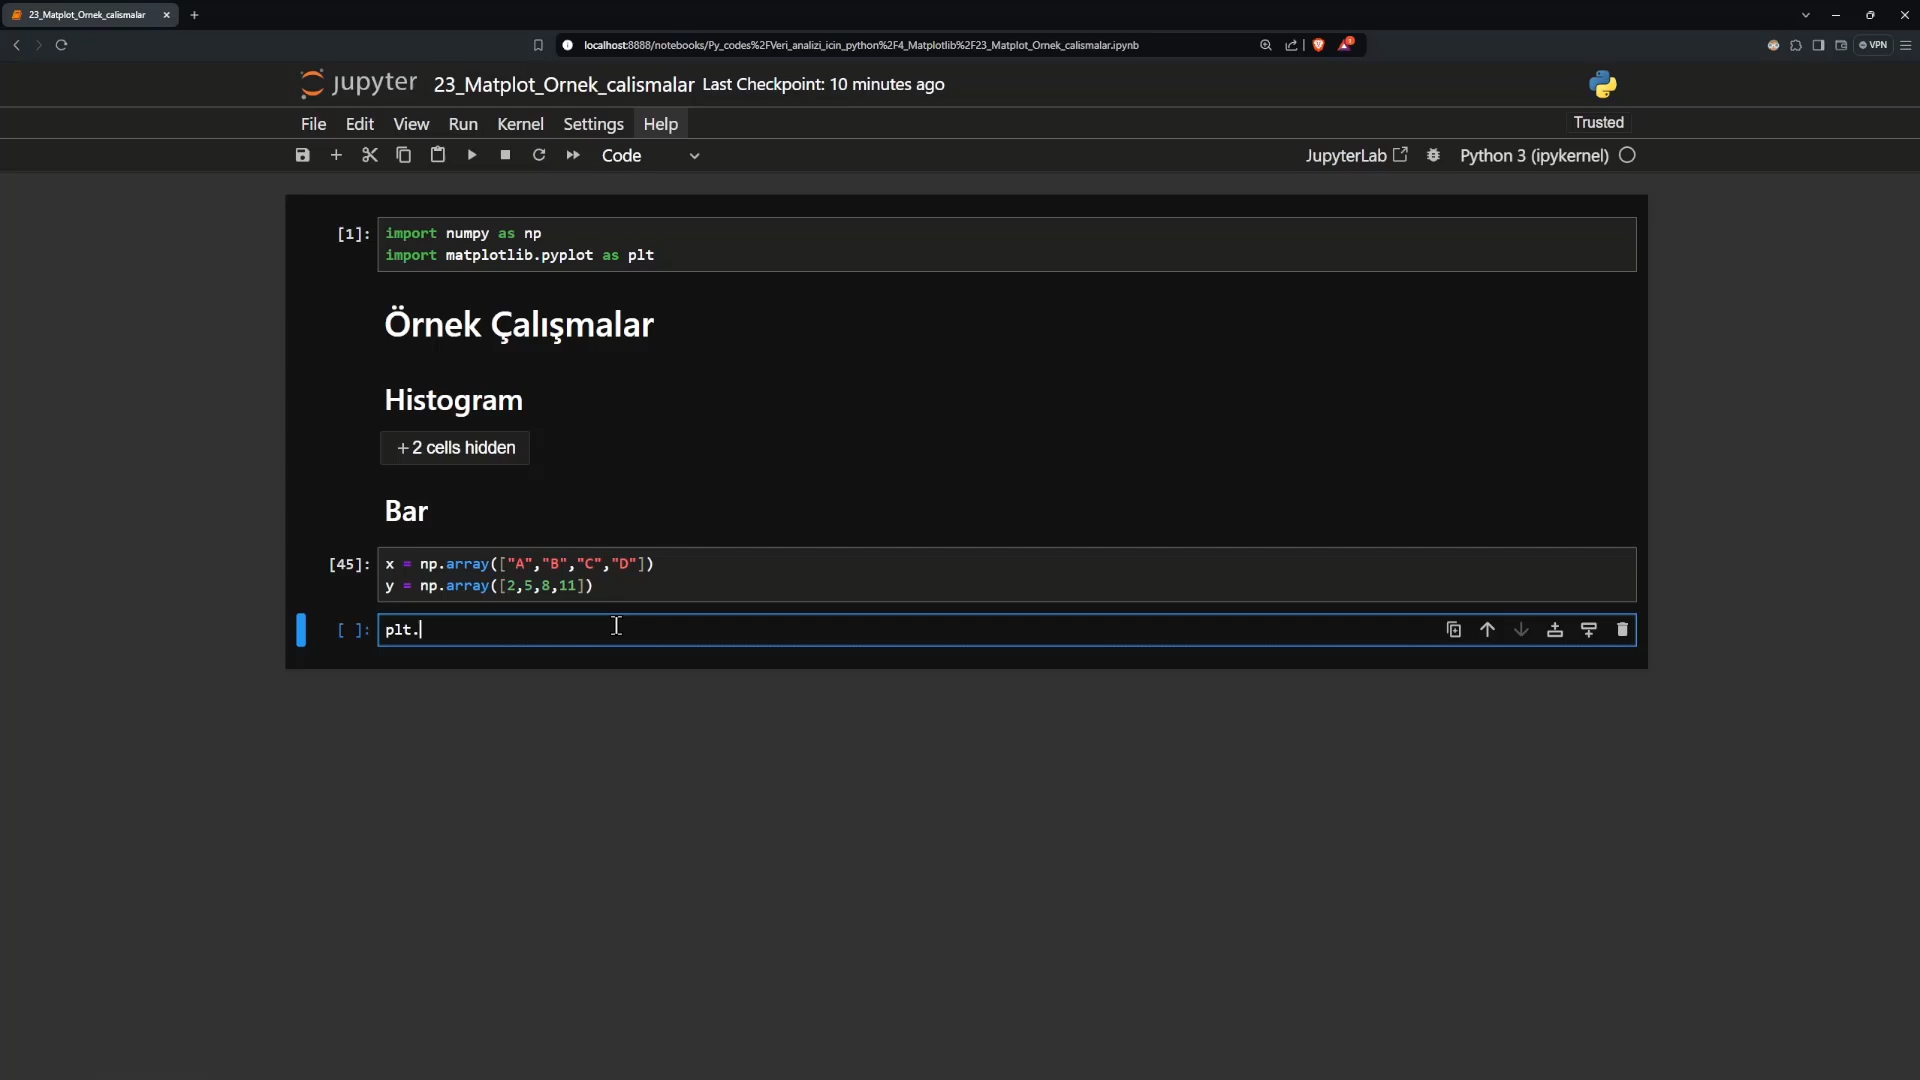 23_Matplot_Ornek_calismalar
localhost:8888/notebooks/Py_codes%2FVeri_analizi_icin_python%2F4_Matplotlib%2F23_Matplot_Ornek_calismalar.ipynb
1
VPN
jupyter 23_Matplot_Ornek_calismalar Last Checkpoint: 10 minutes ago
File Edit View Run Kernel Settings Help Trusted
Code JupyterLab Python 3 (ipykernel)
[1]: import numpy as np
import matplotlib.pyplot as plt
Örnek Çalışmalar
Histogram
+2 cells hidden
Bar
[45]: x = np.array(["A","B","C","D"])
y = np.array([2,5,8,11])
[ ]: plt.